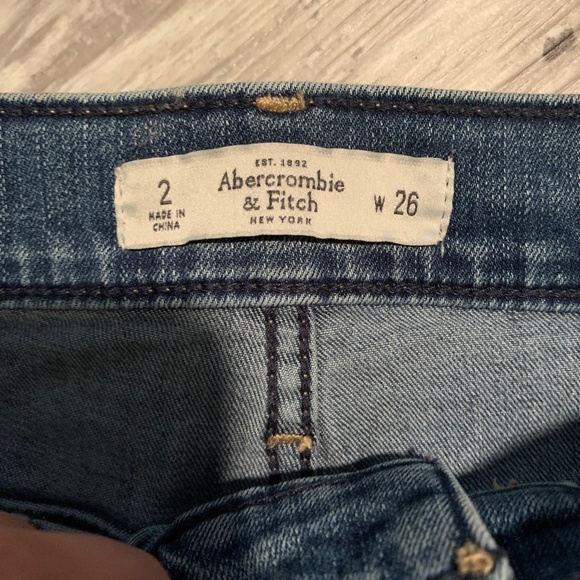 EST. 1892
Abercrombie
& Fitch
NEW YORK
2
MADE IN
CHINA
W 26